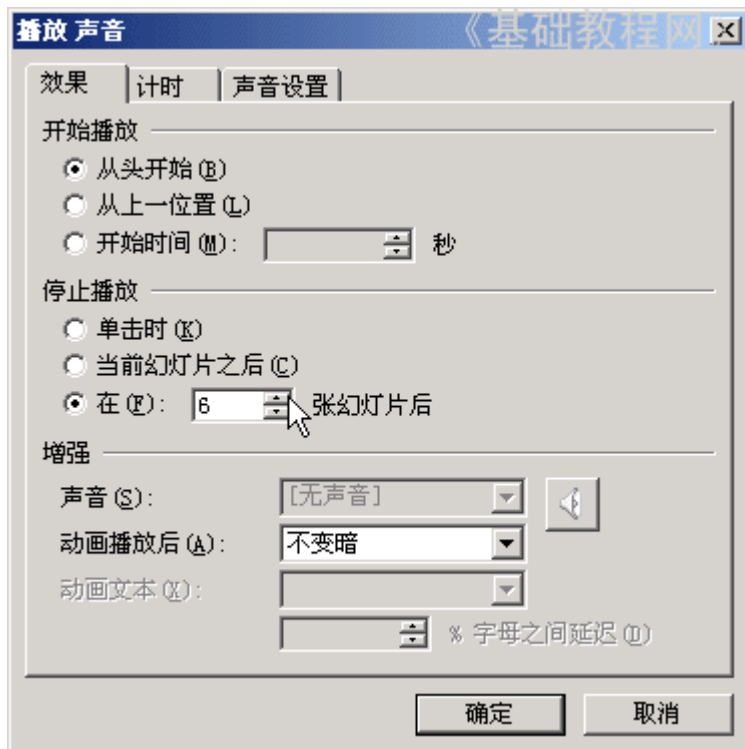 播放 声音 《基础教程网
效果 计时 声音设置
开始播放
从头开始(B)
从上一位置(L)
开始时间(M): 秒
停止播放
单击时(K)
当前幻灯片之后(C)
在(F): 6 张幻灯片后
增强
声音(S): [无声音]
动画播放后(A): 不变暗
动画文本(X):
% 字母之间延迟(D)
确定 取消